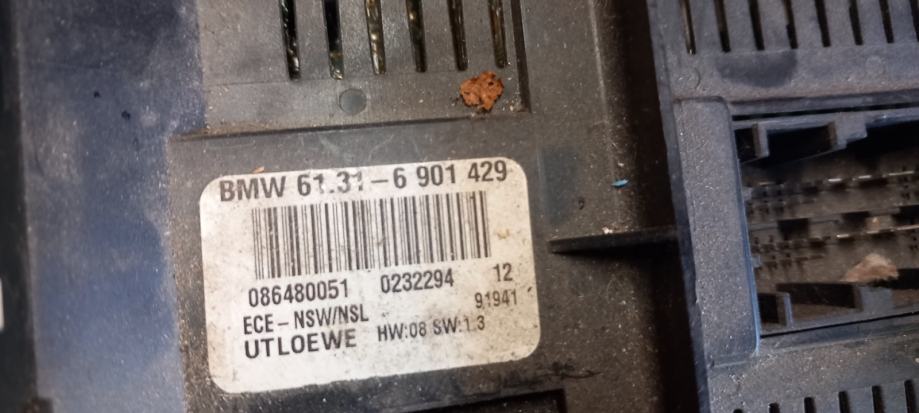 BMW 61.31-6 901 429
086480051 0232294 12
91941
ECE-NSW/NSL
UTLOEWE HW:08 SW:1.3